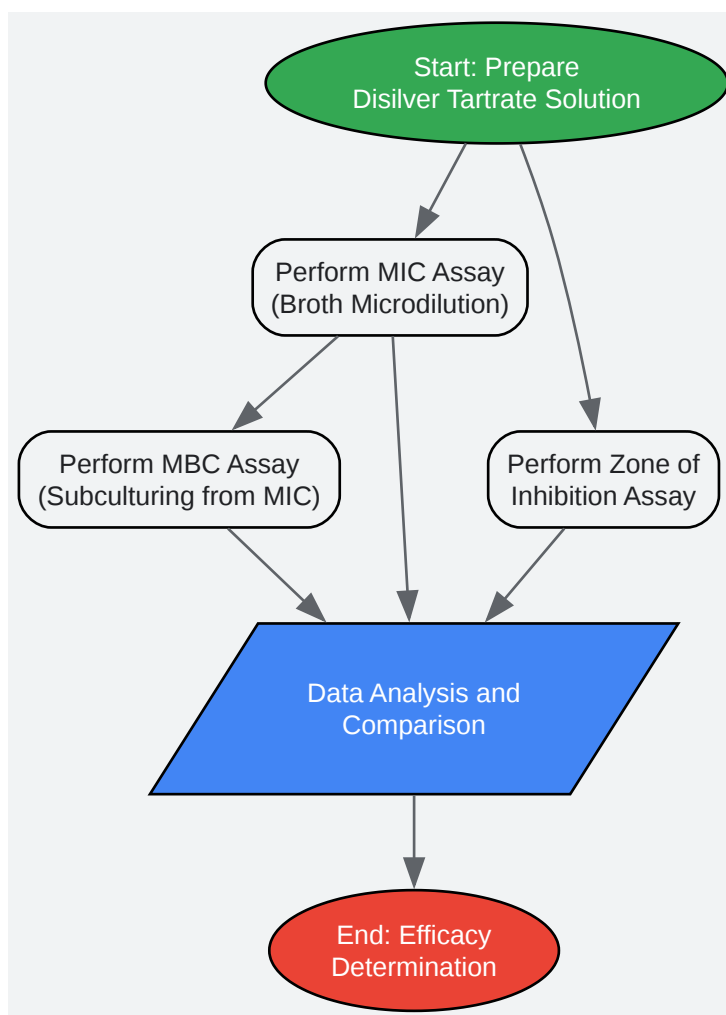 Start: Prepare
Disilver Tartrate Solution
Perform MIC Assay
(Broth Microdilution)
Perform MBC Assay
(Subculturing from MIC)
Perform Zone of
Inhibition Assay
Data Analysis and
Comparison
End: Efficacy
Determination